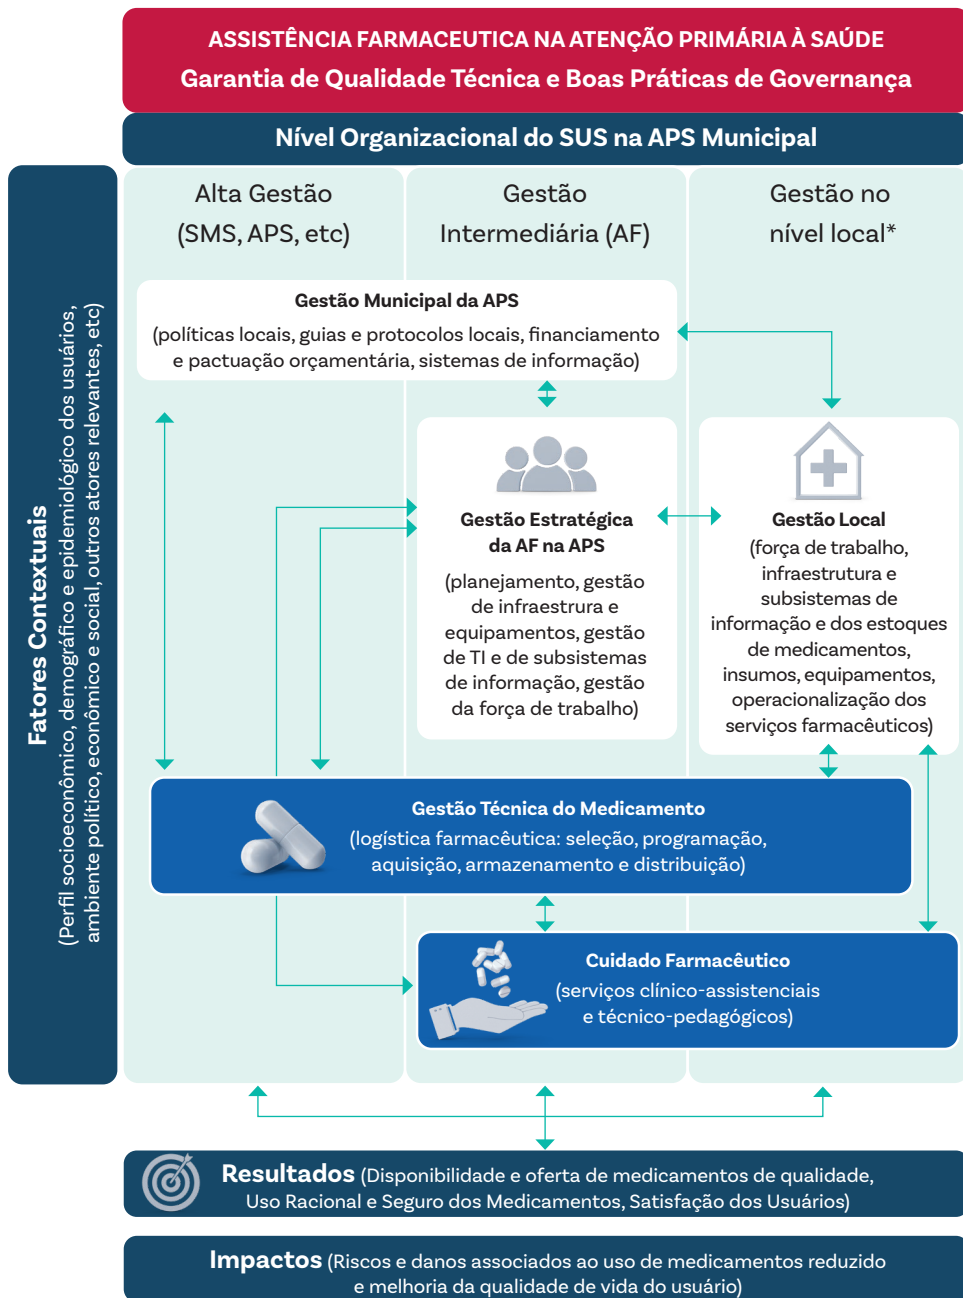 ASSISTÊNCIA FARMACEUTICA NA ATENÇÃO PRIMÁRIA À SAÚDE
Garantia de Qualidade Técnica e Boas Práticas de Governança
Nível Organizacional do SUS na APS Municipal
Fatores Contextuais
(Perfil socioeconômico, demográfico e epidemiológico dos usuários,
ambiente político, econômico e social, outros atores relevantes, etc)
Alta Gestão
(SMS, APS, etc)
Gestão
Intermediária (AF)
Gestão no
nível local*
Gestão Municipal da APS
(políticas locais, guias e protocolos locais, financiamento
e pactuação orçamentária, sistemas de informação)
Gestão Estratégica
da AF na APS
(planejamento, gestão
de infraestrura e
equipamentos, gestão
de TI e de subsistemas
de informação, gestão
da força de trabalho)
Gestão Local
(força de trabalho,
infraestrutura e
subsistemas de
informação e dos estoques
de medicamentos,
insumos, equipamentos,
operacionalização dos
serviços farmacêuticos)
Gestão Técnica do Medicamento
(logística farmacêutica: seleção, programação,
aquisição, armazenamento e distribuição)
Cuidado Farmacêutico
(serviços clínico-assistenciais
e técnico-pedagógicos)
Resultados (Disponibilidade e oferta de medicamentos de qualidade,
Uso Racional e Seguro dos Medicamentos, Satisfação dos Usuários)
Impactos (Riscos e danos associados ao uso de medicamentos reduzido
e melhoria da qualidade de vida do usuário)